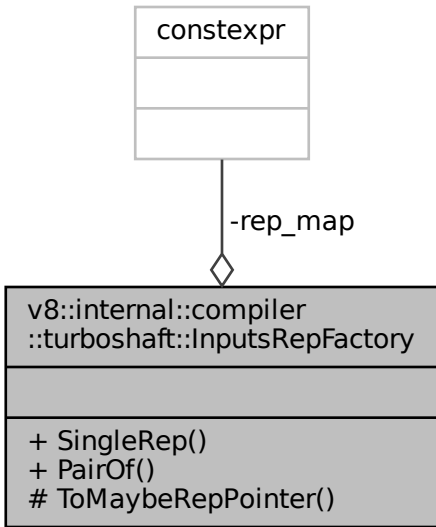 constexpr
-rep_map
v8::internal::compiler
::turboshaft::InputsRepFactory
+ SingleRep()
+ PairOf()
# ToMaybeRepPointer()